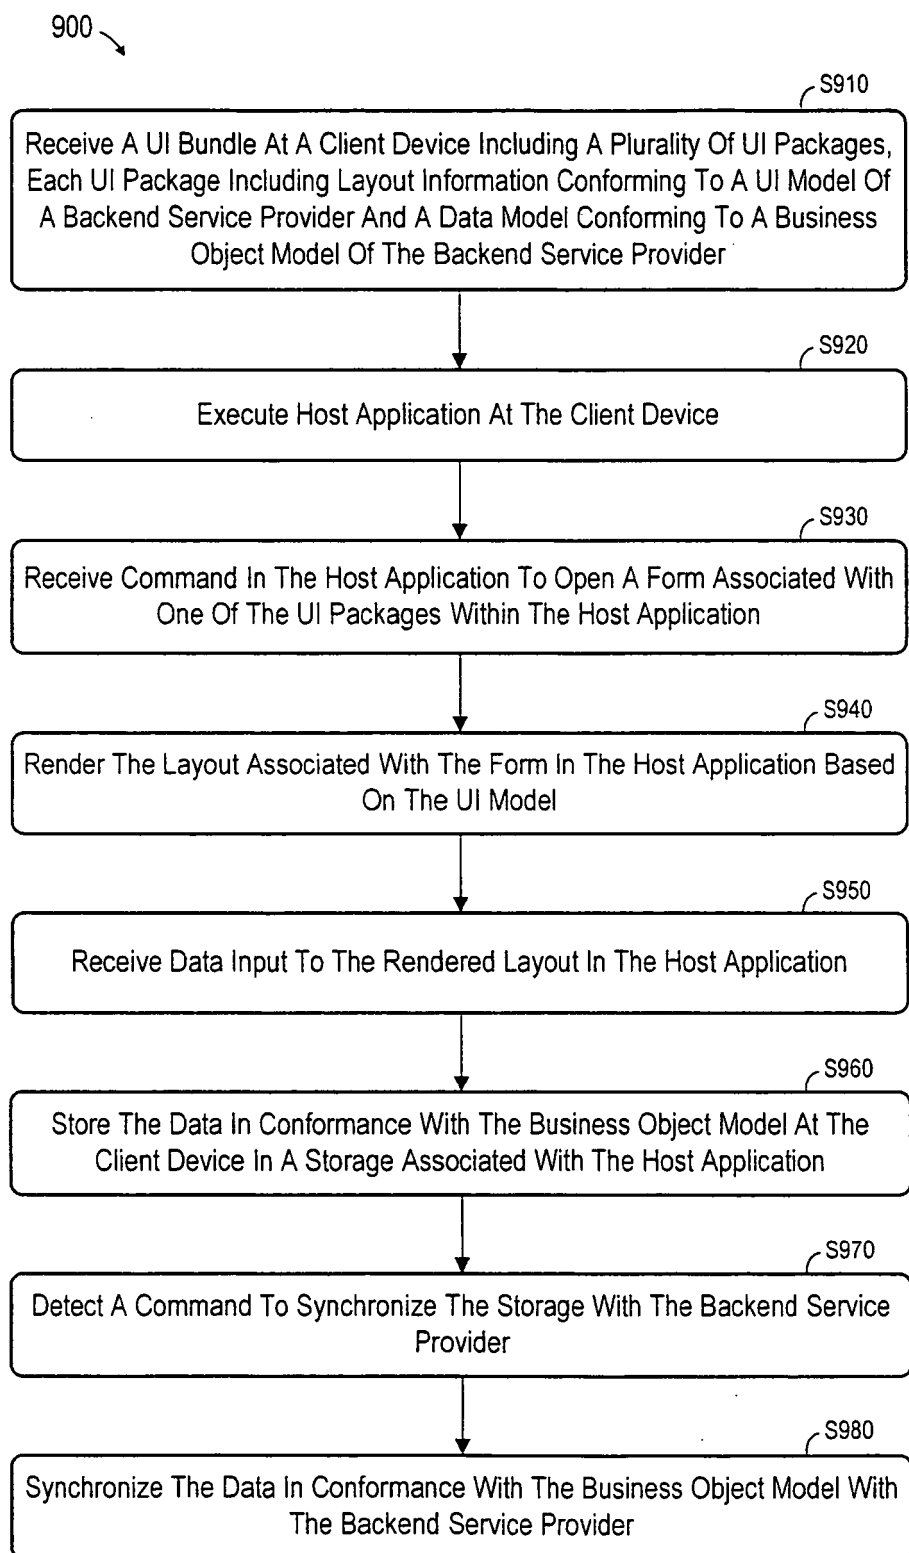 900
S910
Receive A UI Bundle At A Client Device Including A Plurality Of UI Packages,
Each UI Package Including Layout Information Conforming To A UI Model Of
A Backend Service Provider And A Data Model Conforming To A Business
Object Model Of The Backend Service Provider
S920
Execute Host Application At The Client Device
S930
Receive Command In The Host Application To Open A Form Associated With
One Of The UI Packages Within The Host Application
S940
Render The Layout Associated With The Form In The Host Application Based
On The UI Model
S950
Receive Data Input To The Rendered Layout In The Host Application
S960
Store The Data In Conformance With The Business Object Model At The
Client Device In A Storage Associated With The Host Application
S970
Detect A Command To Synchronize The Storage With The Backend Service
Provider
S980
Synchronize The Data In Conformance With The Business Object Model With
The Backend Service Provider